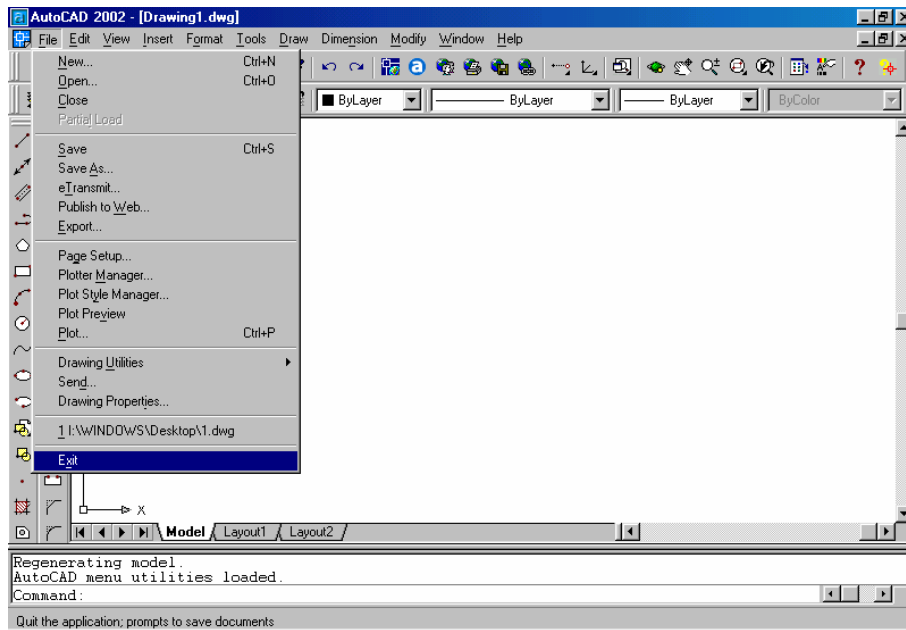 AutoCAD 2002 - [Drawing1.dwg]
File Edit View Insert Format Tools Draw Dimension Modify Window Help
New... Ctrl+N
Open... Ctrl+O
Close
Partial Load
Save Ctrl+S
Save As...
eTransmit...
Publish to Web...
Export...
Page Setup...
Plotter Manager...
Plot Style Manager...
Plot Preview
Plot... Ctrl+P
Drawing Utilities
Send...
Drawing Properties...
1 I:\WINDOWS\Desktop\1.dwg
Exit
ByLayer ByLayer ByLayer ByColor
X
Model Layout1 Layout2
Regenerating model.
AutoCAD menu utilities loaded.
Command:
Quit the application; prompts to save documents